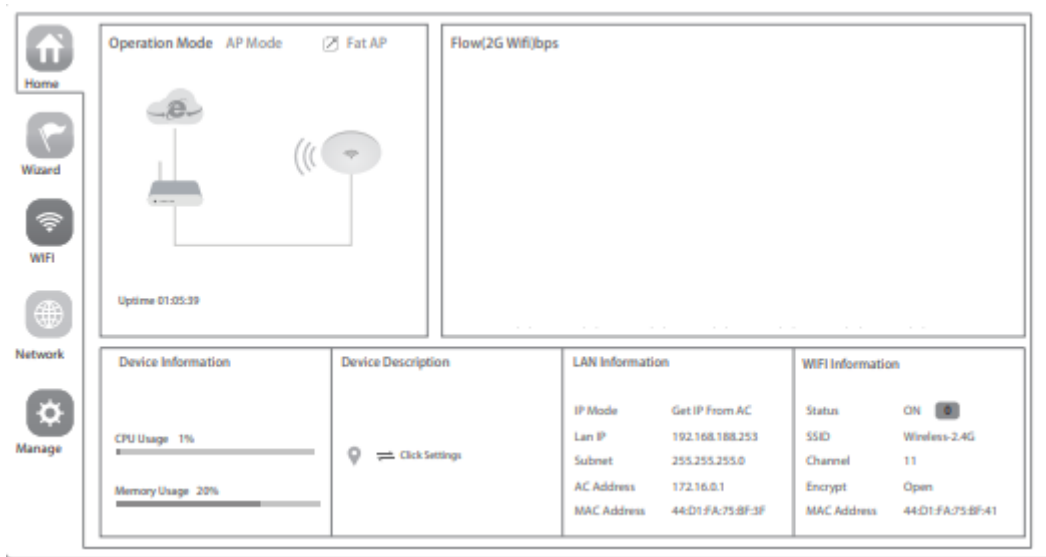 Home
Wizard
WIFI
Network
Manage
Operation Mode AP Mode Fat AP
Uptime 01:05:39
Flow(2G Wifi)bps
Device Information
CPU Usage 1%
Memory Usage 20%
Device Description
Click Settings
LAN Information
IP Mode Get IP From AC
Lan IP 192.168.188.253
Subnet 255.255.255.0
AC Address 172.16.0.1
MAC Address 44:D1:FA:75:BF:3F
WIFI Information
Status ON
SSID Wireless-2.4G
Channel 11
Encrypt Open
MAC Address 44:D1:FA:75:BF:41